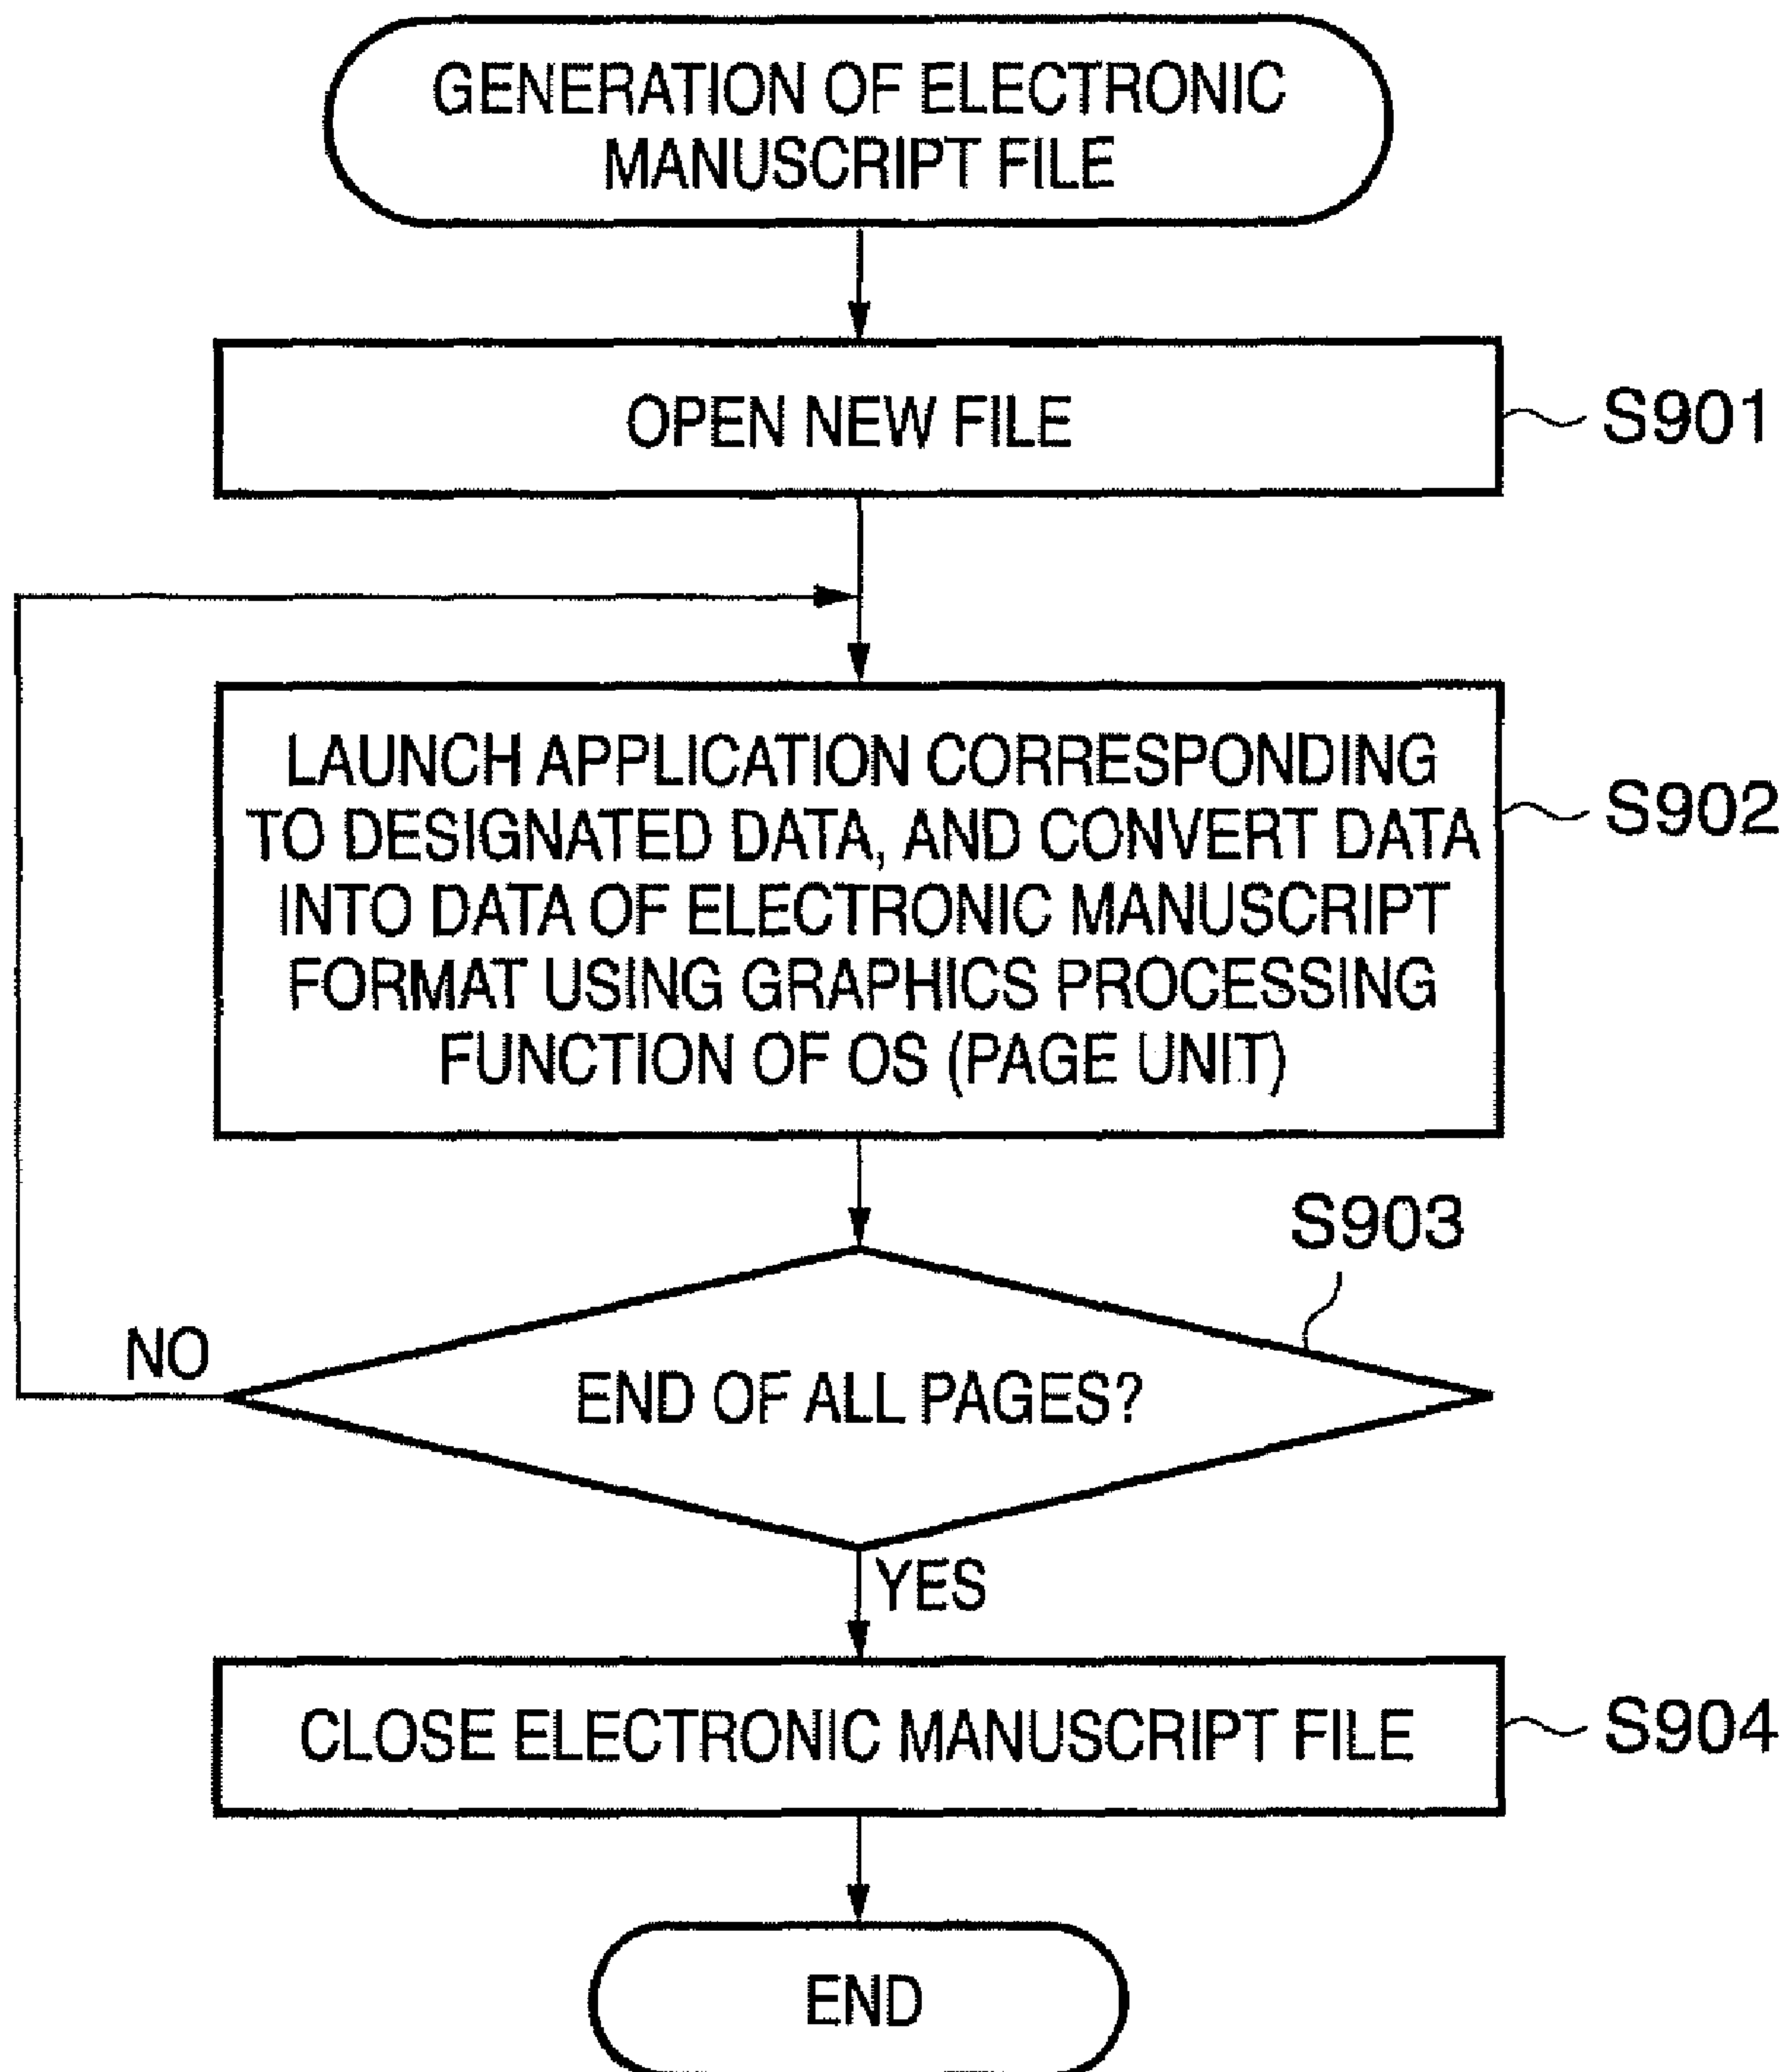 GENERATION OF ELECTRONIC
MANUSCRIPT FILE
OPEN NEW FILE
S901
LAUNCH APPLICATION CORRESPONDING
TO DESIGNATED DATA, AND CONVERT DATA
INTO DATA OF ELECTRONIC MANUSCRIPT
FORMAT USING GRAPHICS PROCESSING
FUNCTION OF OS (PAGE UNIT)
S902
S903
NO
END OF ALL PAGES?
YES
CLOSE ELECTRONIC MANUSCRIPT FILE
S904
END